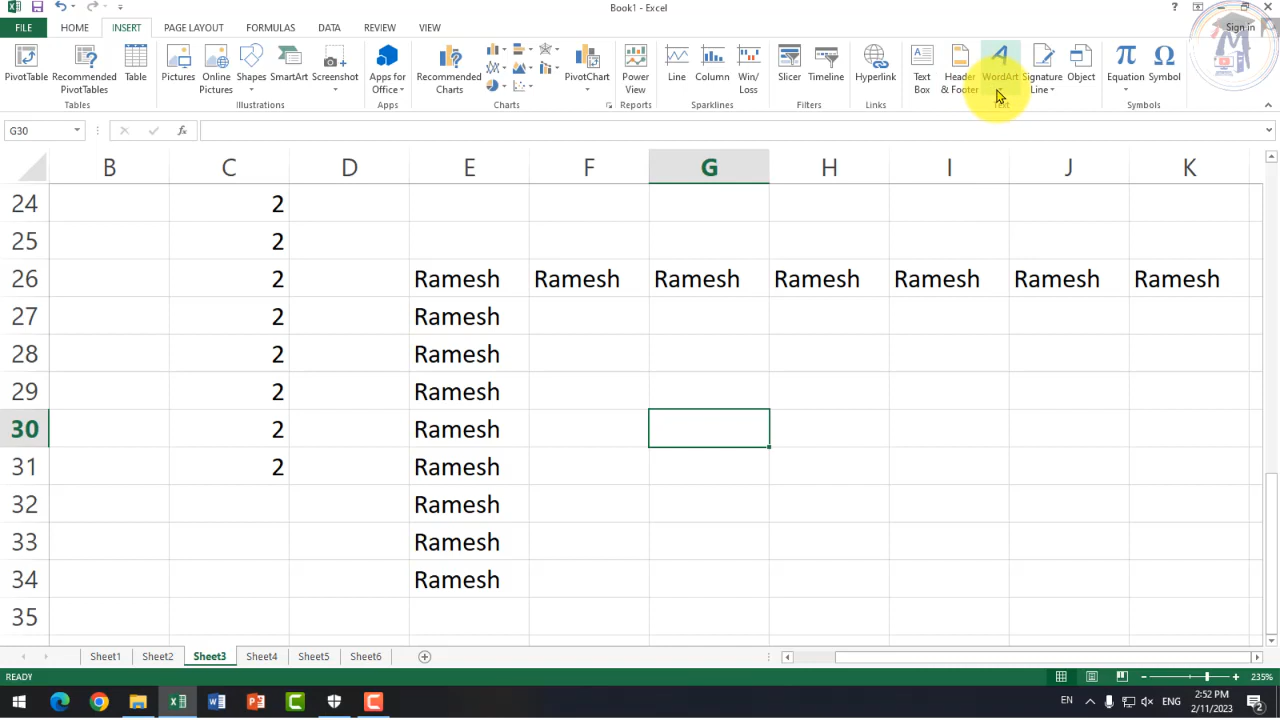 Book1 - Excel
?
FILE HOME INSERT PAGE LAYOUT FORMULAS DATA REVIEW VIEW Sign in
PivotTable Recommended PivotTables Table Pictures Online Pictures Shapes SmartArt Screenshot Apps for Office Recommended Charts PivotChart Power View Line Column Win/Loss Slicer Timeline Hyperlink Text Box Header & Footer WordArt Signature Line Object Equation Symbol
Tables Illustrations Apps Charts Reports Sparklines Filters Links Text Symbols
G30 fx
B C D E F G H I J K
24 2
25 2
26 2 Ramesh Ramesh Ramesh Ramesh Ramesh Ramesh Ramesh
27 2 Ramesh
28 2 Ramesh
29 2 Ramesh
30 2 Ramesh
31 2 Ramesh
32 Ramesh
33 Ramesh
34 Ramesh
35
Sheet1 Sheet2 Sheet3 Sheet4 Sheet5 Sheet6
READY 235%
EN ENG 2:52 PM
2/11/2023 2